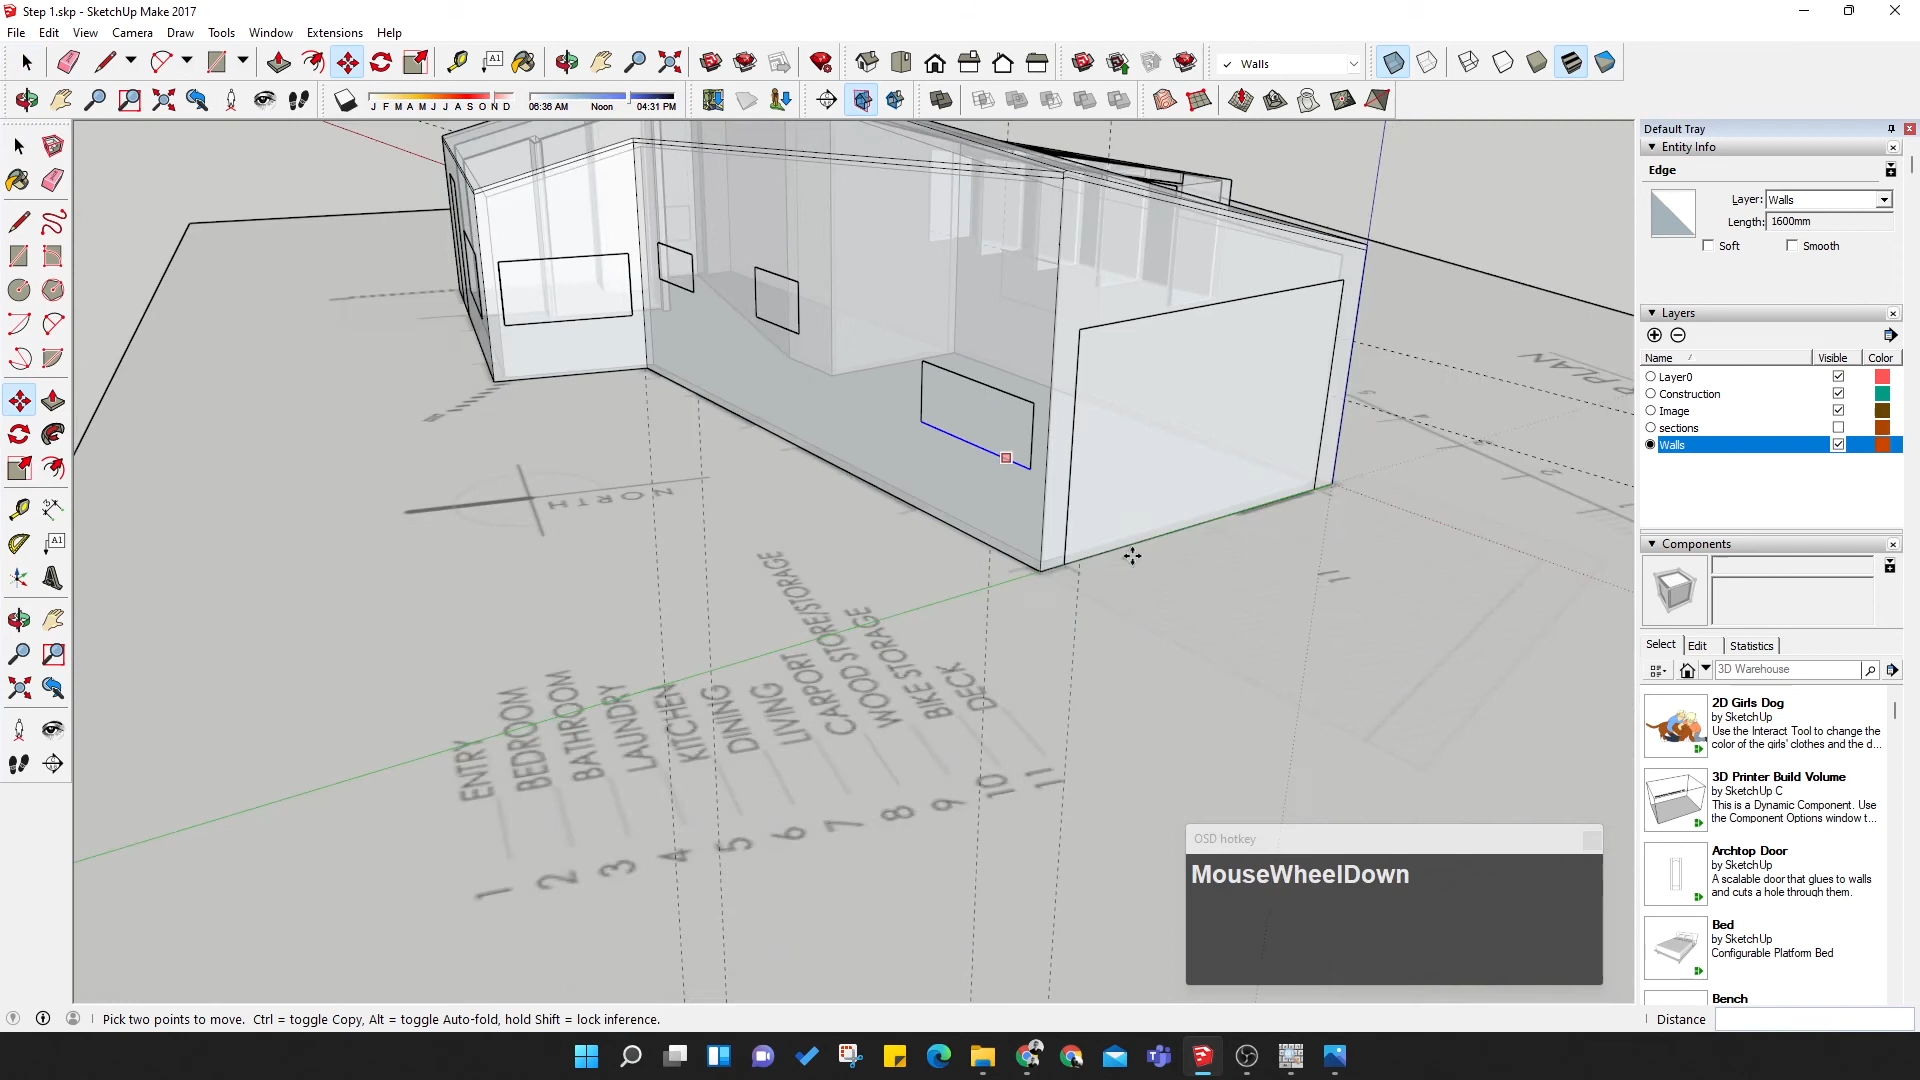 Step 1.skp - SketchUp Make 2017
File Edit View Camera Draw Tools Window Extensions Help
A1
Walls
J F M A M J J A S O N D
06:36 AM Noon 04:31 PM
Default Tray
Entity Info
Edge
Layer: Walls
Length: 1600mm
Soft Smooth
Layers
Name Visible Color
Layer0
Construction
Image
sections
Walls
Components
Select Edit Statistics
3D Warehouse
2D Girls Dog
by SketchUp
Use the Interact Tool to change the
color of the girls' clothes and the d...
3D Printer Build Volume
by SketchUp C
This is a Dynamic Component. Use
the Component Options window t...
Archtop Door
by SketchUp
A scalable door that glues to walls
and cuts a hole through them.
Bed
by SketchUp
Configurable Platform Bed
Bench
A1
NORTH
PLAN
11
ENTRY
BEDROOM
BATHROOM
LAUNDRY
KITCHEN
DINING
LIVING
CARPORT
WOOD STORE/STORAGE
BIKE STORAGE
DECK
1 2 3 4 5 6 7 8 9 10 11
OSD hotkey
MouseWheelDown
Pick two points to move. Ctrl = toggle Copy, Alt = toggle Auto-fold, hold Shift = lock inference.
Distance